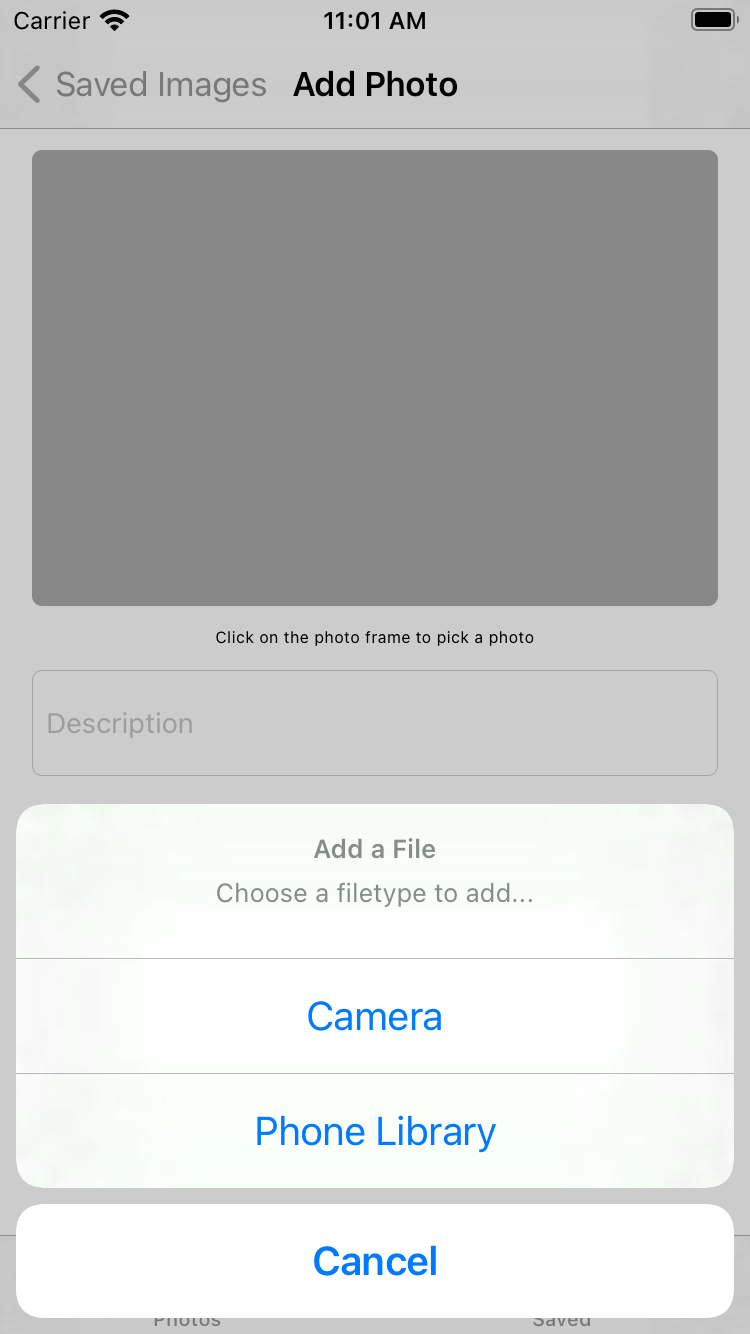 Carrier 11:01 AM
Saved Images Add Photo
Click on the photo frame to pick a photo
Description
Add a File
Choose a filetype to add...
Camera
Phone Library
Cancel
Photos Saved